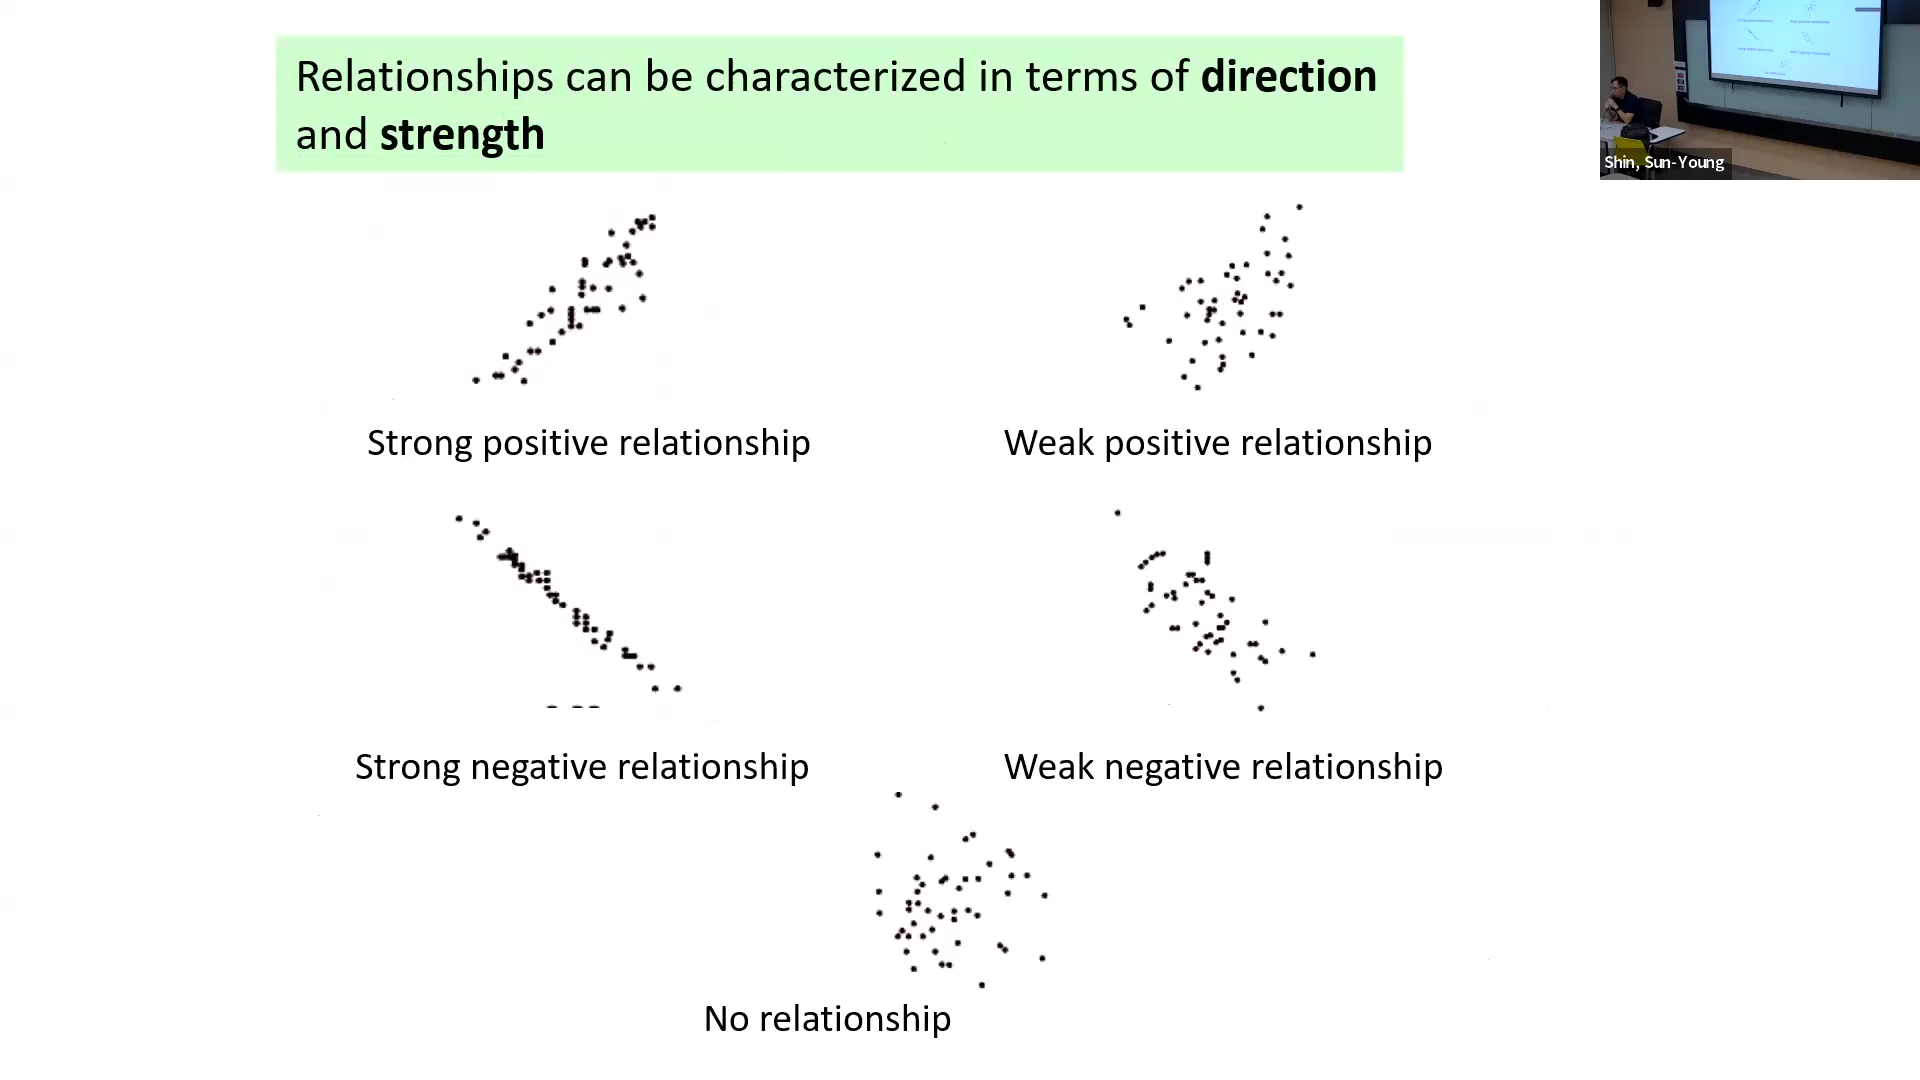 Relationships can be characterized in terms of direction
and strength
Shin, Sun-Young
Strong positive relationship
Weak positive relationship
Strong negative relationship
Weak negative relationship
No relationship